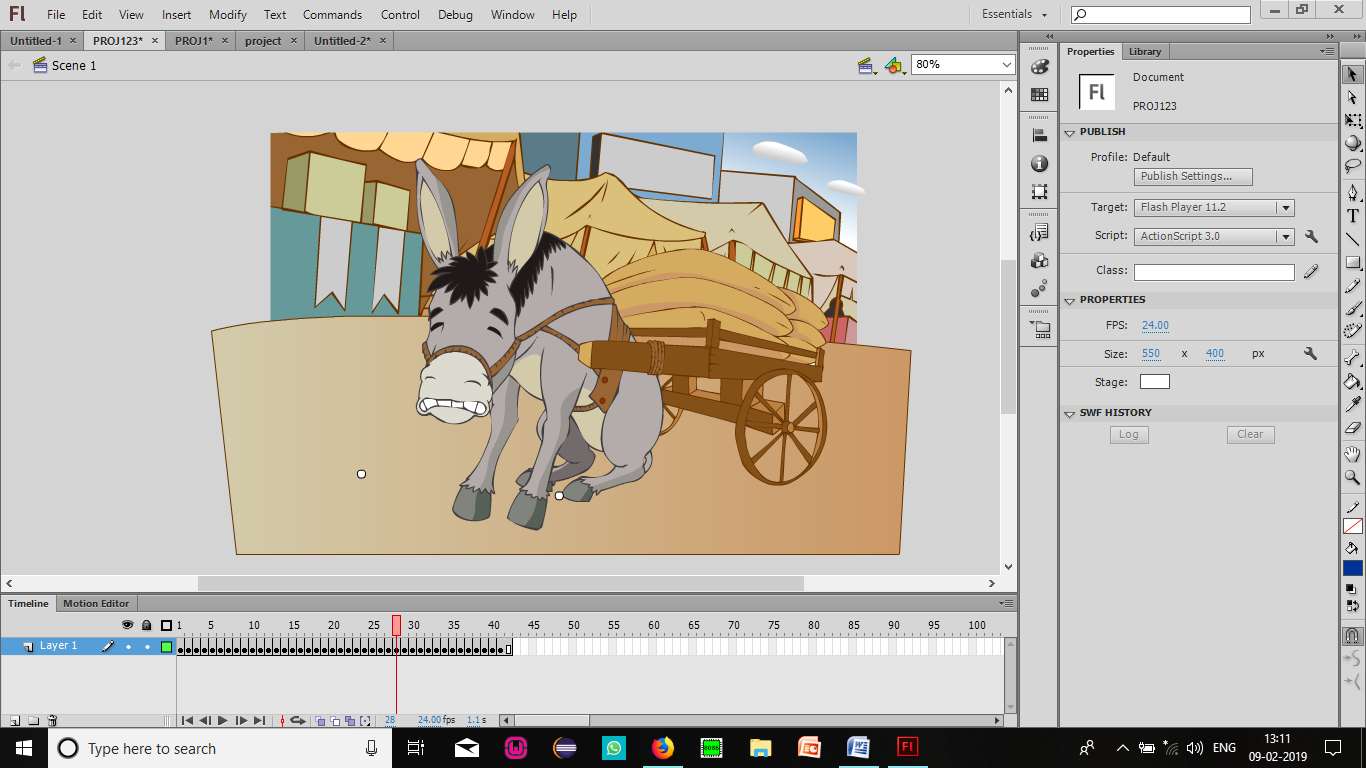 Fl File Edit View Insert Modify Text Commands Control Debug Window Help Essentials
Untitled-1 × PROJ123* × PROJ1* × project × Untitled-2* ×
Scene 1 80%
Properties Library
Fl Document
PROJ123
PUBLISH
Profile: Default
Publish Settings...
Target: Flash Player 11.2
Script: ActionScript 3.0
Class:
PROPERTIES
FPS: 24.00
Size: 550 x 400 px
Stage:
SWF HISTORY
Log Clear
Timeline Motion Editor
1 5 10 15 20 25 30 35 40 45 50 55 60 65 70 75 80 85 90 95 100
Layer 1
28 24.00 fps 1.1 s
Type here to search
8086
EC
W
Fl
ENG
13:11
09-02-2019